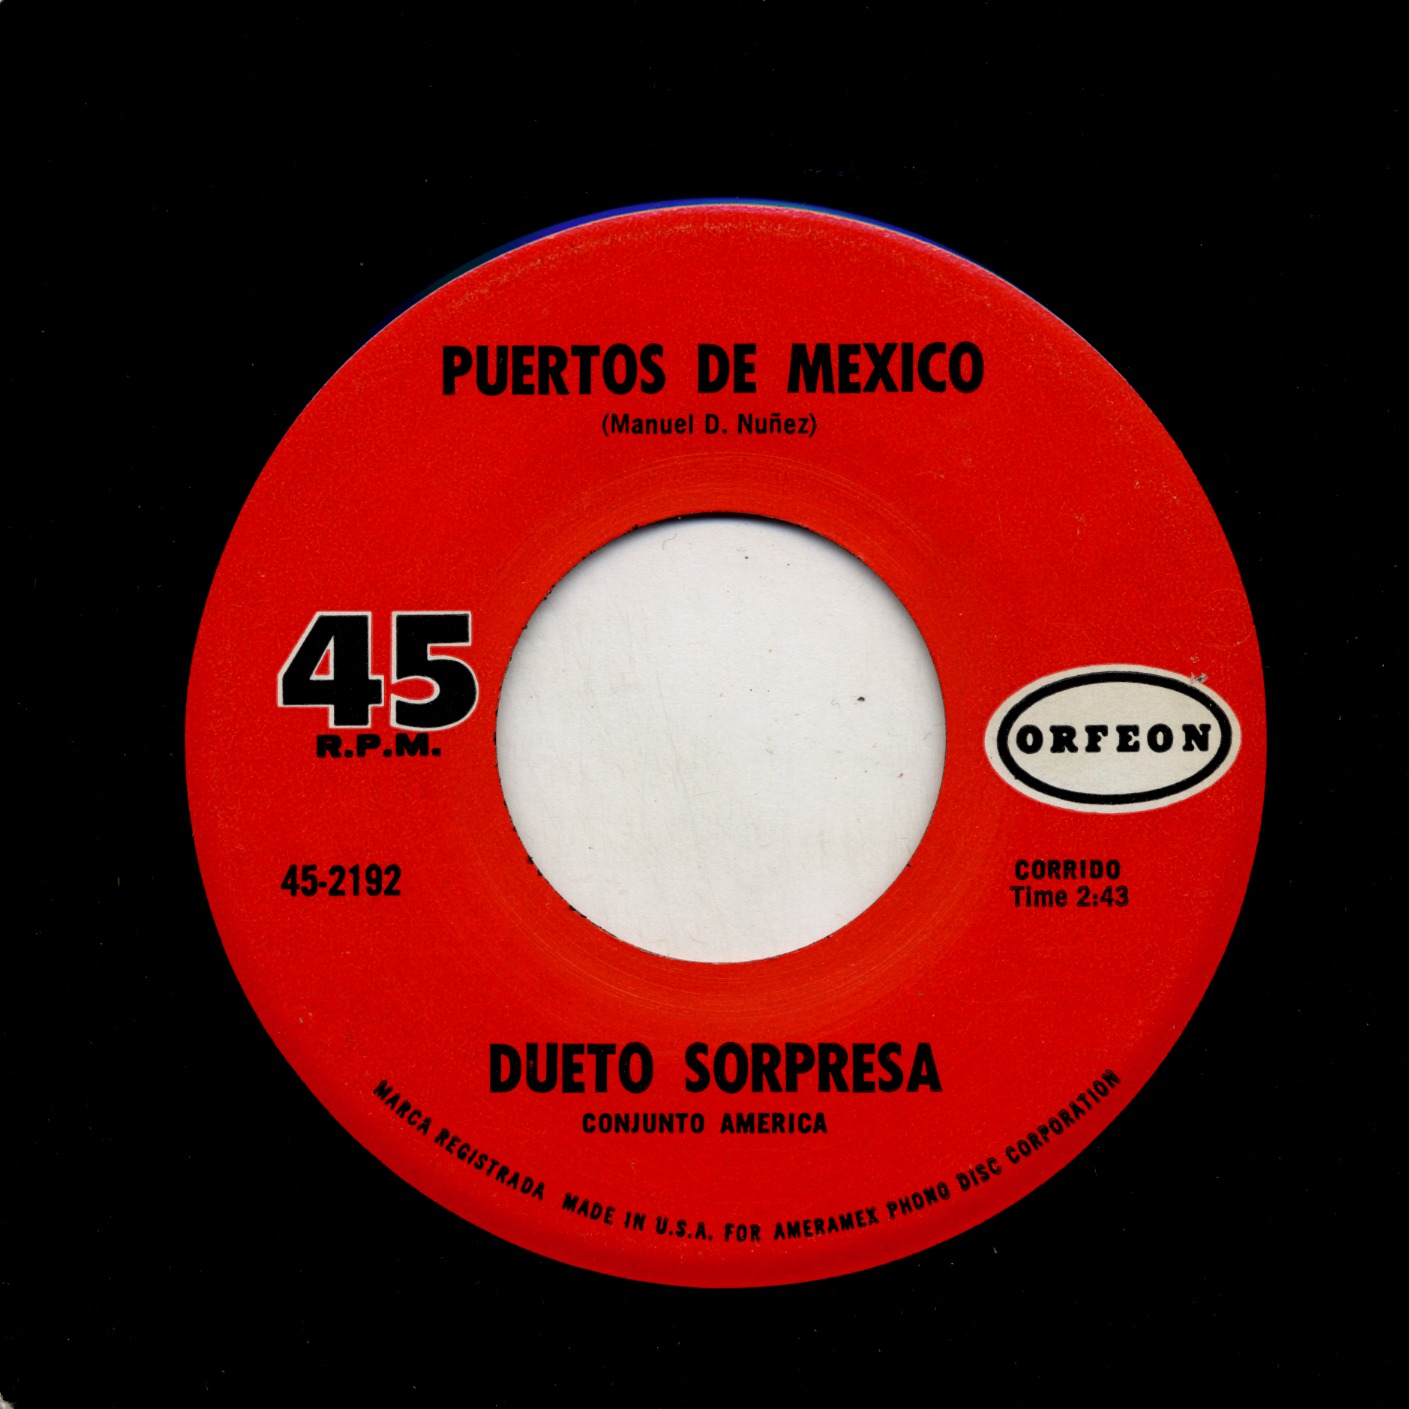 PUERTOS DE MEXICO
(Manuel D. Nuñez)
45
R.P.M.
ORFEON
45-2192
CORRIDO
Time 2:43
DUETO SORPRESA
CONJUNTO AMERICA
MARCA REGISTRADA MADE IN U.S.A. FOR AMERAMEX PHONO DISC CORPORATION